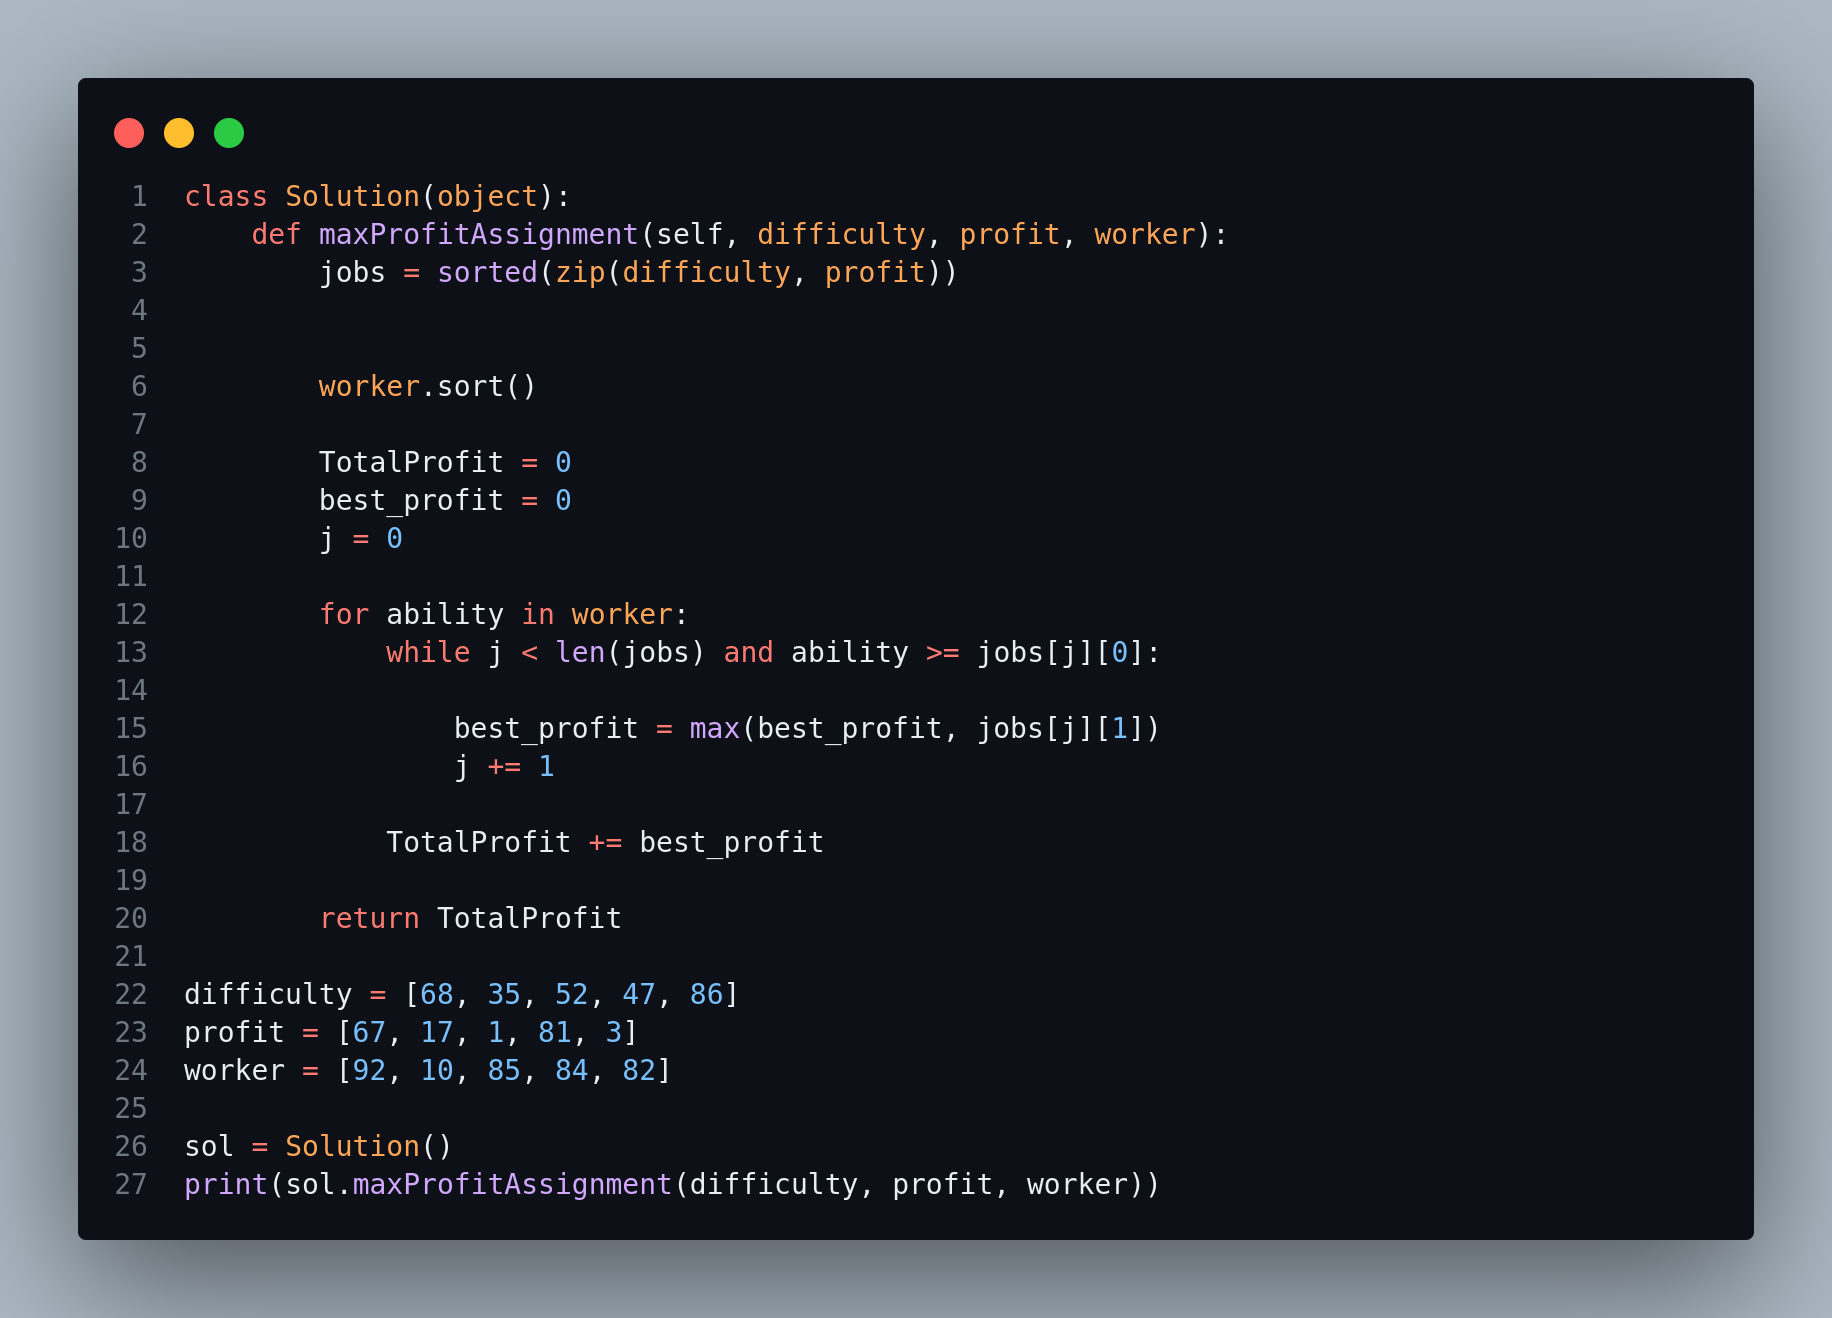 1 class Solution(object):
2     def maxProfitAssignment(self, difficulty, profit, worker):
3         jobs = sorted(zip(difficulty, profit))
4
5
6         worker.sort()
7
8         TotalProfit = 0
9         best_profit = 0
10         j = 0
11
12         for ability in worker:
13             while j < len(jobs) and ability >= jobs[j][0]:
14
15                 best_profit = max(best_profit, jobs[j][1])
16                 j += 1
17
18             TotalProfit += best_profit
19
20         return TotalProfit
21
22 difficulty = [68, 35, 52, 47, 86]
23 profit = [67, 17, 1, 81, 3]
24 worker = [92, 10, 85, 84, 82]
25
26 sol = Solution()
27 print(sol.maxProfitAssignment(difficulty, profit, worker))